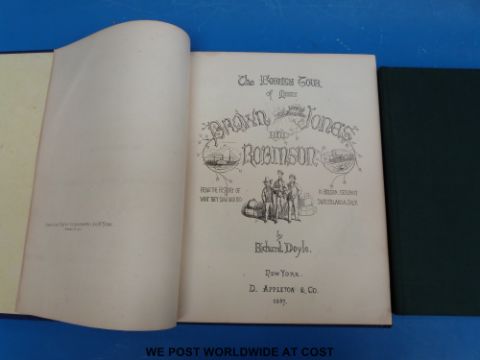 The Foreign Tour
of Messrs
Brown Jones
and
Robinson.
Being the History of
What They Saw and Did
In Belgium, Germany
Switzerland & Italy.
by
Richard Doyle.
New York.
D. Appleton & Co.
WE POST WORLDWIDE AT COST